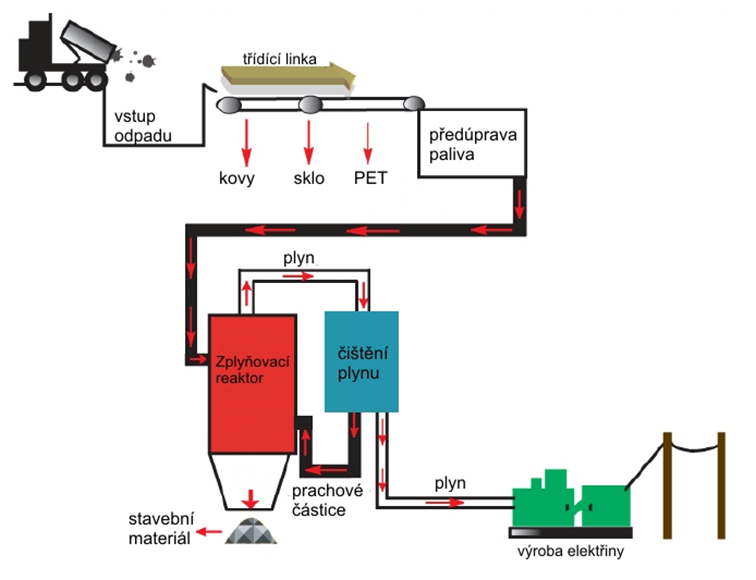 třídící linka
vstup
odpadu
předúprava
paliva
kovy
sklo
PET
plyn
Zplyňovací
reaktor
čištění
plynu
prachové
částice
plyn
stavební
materiál
výroba elektřiny